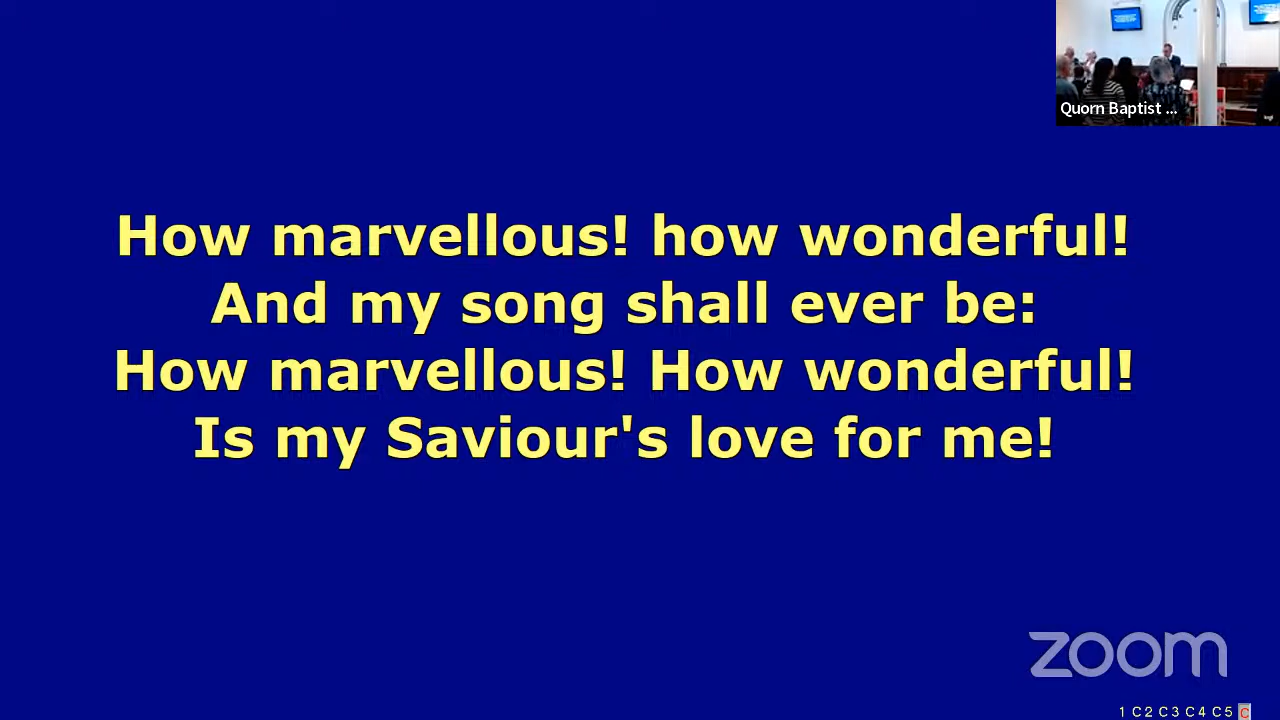 Quorn Baptist ...
How marvellous! how wonderful!
And my song shall ever be:
How marvellous! How wonderful!
Is my Saviour's love for me!
zoom
1 C2 C3 C4 C5 C